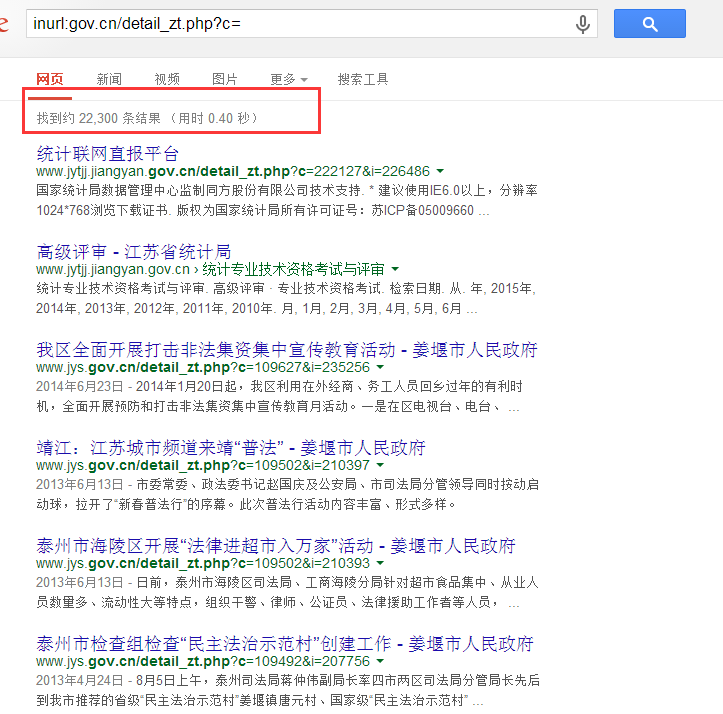 inurl:gov.cn/detail_zt.php?c=
网页 新闻 视频 图片 更多 搜索工具
找到约 22,300 条结果 （用时 0.40 秒）
统计联网直报平台
www.jytjj.jiangyan.gov.cn/detail_zt.php?c=222127&i=226486
国家统计局数据管理中心监制同方股份有限公司技术支持. * 建议使用IE6.0以上，分辨率
1024*768浏览下载证书. 版权为国家统计局所有许可证号：苏ICP备05009660 ...
高级评审 - 江苏省统计局
www.jytjj.jiangyan.gov.cn › 统计专业技术资格考试与评审
统计专业技术资格考试与评审. 高级评审 · 专业技术资格考试. 检索日期. 从. 年, 2015年,
2014年, 2013年, 2012年, 2011年, 2010年. 月, 1月, 2月, 3月, 4月, 5月, 6月 ...
我区全面开展打击非法集资集中宣传教育活动 - 姜堰市人民政府
www.jys.gov.cn/detail_zt.php?c=109627&i=235256
2014年6月23日 - 2014年1月20日起，我区利用在外经商、务工人员回乡过年的有利时
机，全面开展预防和打击非法集资集中宣传教育月活动。一是在区电视台、电台、 ...
靖江：江苏城市频道来靖“普法” - 姜堰市人民政府
www.jys.gov.cn/detail_zt.php?c=109502&i=210397
2013年6月13日 - 市委常委、政法委书记赵国庆及公安局、市司法局分管领导同时按动启
动球，拉开了“新春普法行”的序幕。此次普法行活动内容丰富、形式多样。
泰州市海陵区开展“法律进超市入万家”活动 - 姜堰市人民政府
www.jys.gov.cn/detail_zt.php?c=109502&i=210393
2013年6月13日 - 日前，泰州市海陵区司法局、工商海陵分局针对超市食品集中、从业人
员数量多、流动性大等特点，组织干警、律师、公证员、法律援助工作者等人员， ...
泰州市检查组检查“民主法治示范村”创建工作 - 姜堰市人民政府
www.jys.gov.cn/detail_zt.php?c=109492&i=207756
2013年4月24日 - 8月5日上午，泰州司法局蒋仲伟副局长率四市两区司法局分管局长先后
到我市推荐的省级“民主法治示范村”姜堰镇唐元村、国家级“民主法治示范村” ...